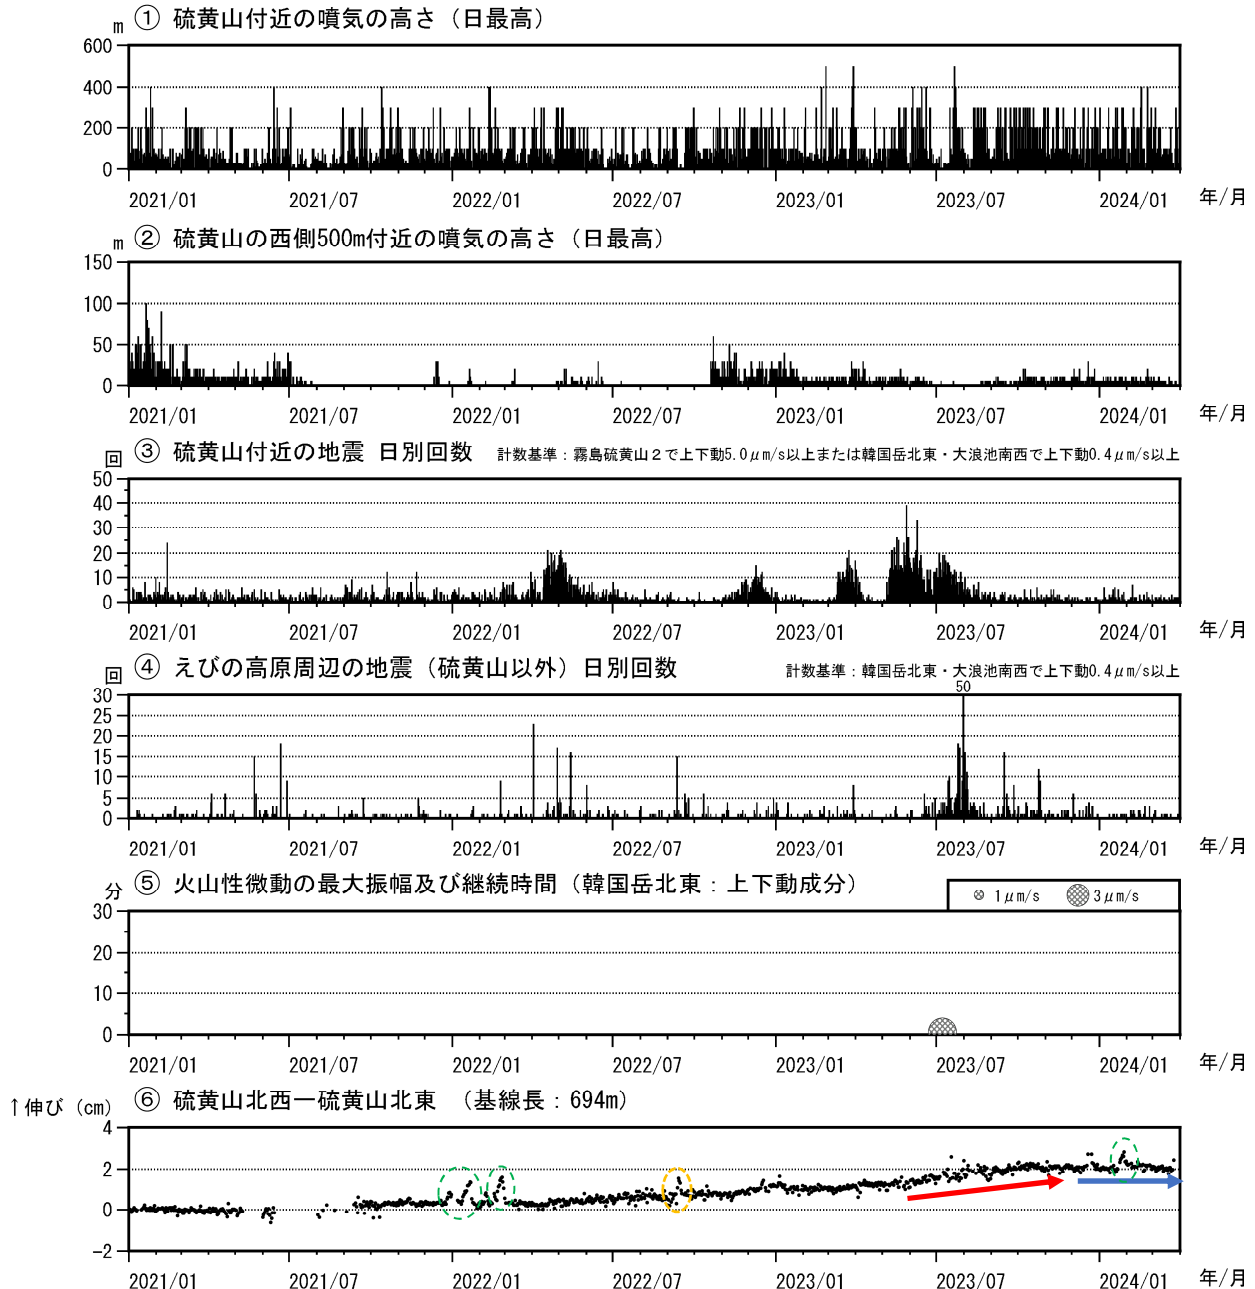 ① 硫黄山付近の噴気の高さ（日最高）
m
600
400
200
0
2021/01 2021/07 2022/01 2022/07 2023/01 2023/07 2024/01 年/月
② 硫黄山の西側500m付近の噴気の高さ（日最高）
m
150
100
50
0
2021/01 2021/07 2022/01 2022/07 2023/01 2023/07 2024/01 年/月
③ 硫黄山付近の地震 日別回数 計数基準：霧島硫黄山２で上下動5.0μm/s以上または韓国岳北東・大浪池南西で上下動0.4μm/s以上
回
50
40
30
20
10
0
2021/01 2021/07 2022/01 2022/07 2023/01 2023/07 2024/01 年/月
④ えびの高原周辺の地震（硫黄山以外）日別回数 計数基準：韓国岳北東・大浪池南西で上下動0.4μm/s以上
回
50
30
25
20
15
10
5
0
2021/01 2021/07 2022/01 2022/07 2023/01 2023/07 2024/01 年/月
⑤ 火山性微動の最大振幅及び継続時間（韓国岳北東：上下動成分）
分
1μm/s 3μm/s
30
20
10
0
2021/01 2021/07 2022/01 2022/07 2023/01 2023/07 2024/01 年/月
⑥ 硫黄山北西ー硫黄山北東 （基線長：694m）
↑伸び（cm）
4
2
0
-2
2021/01 2021/07 2022/01 2022/07 2023/01 2023/07 2024/01 年/月